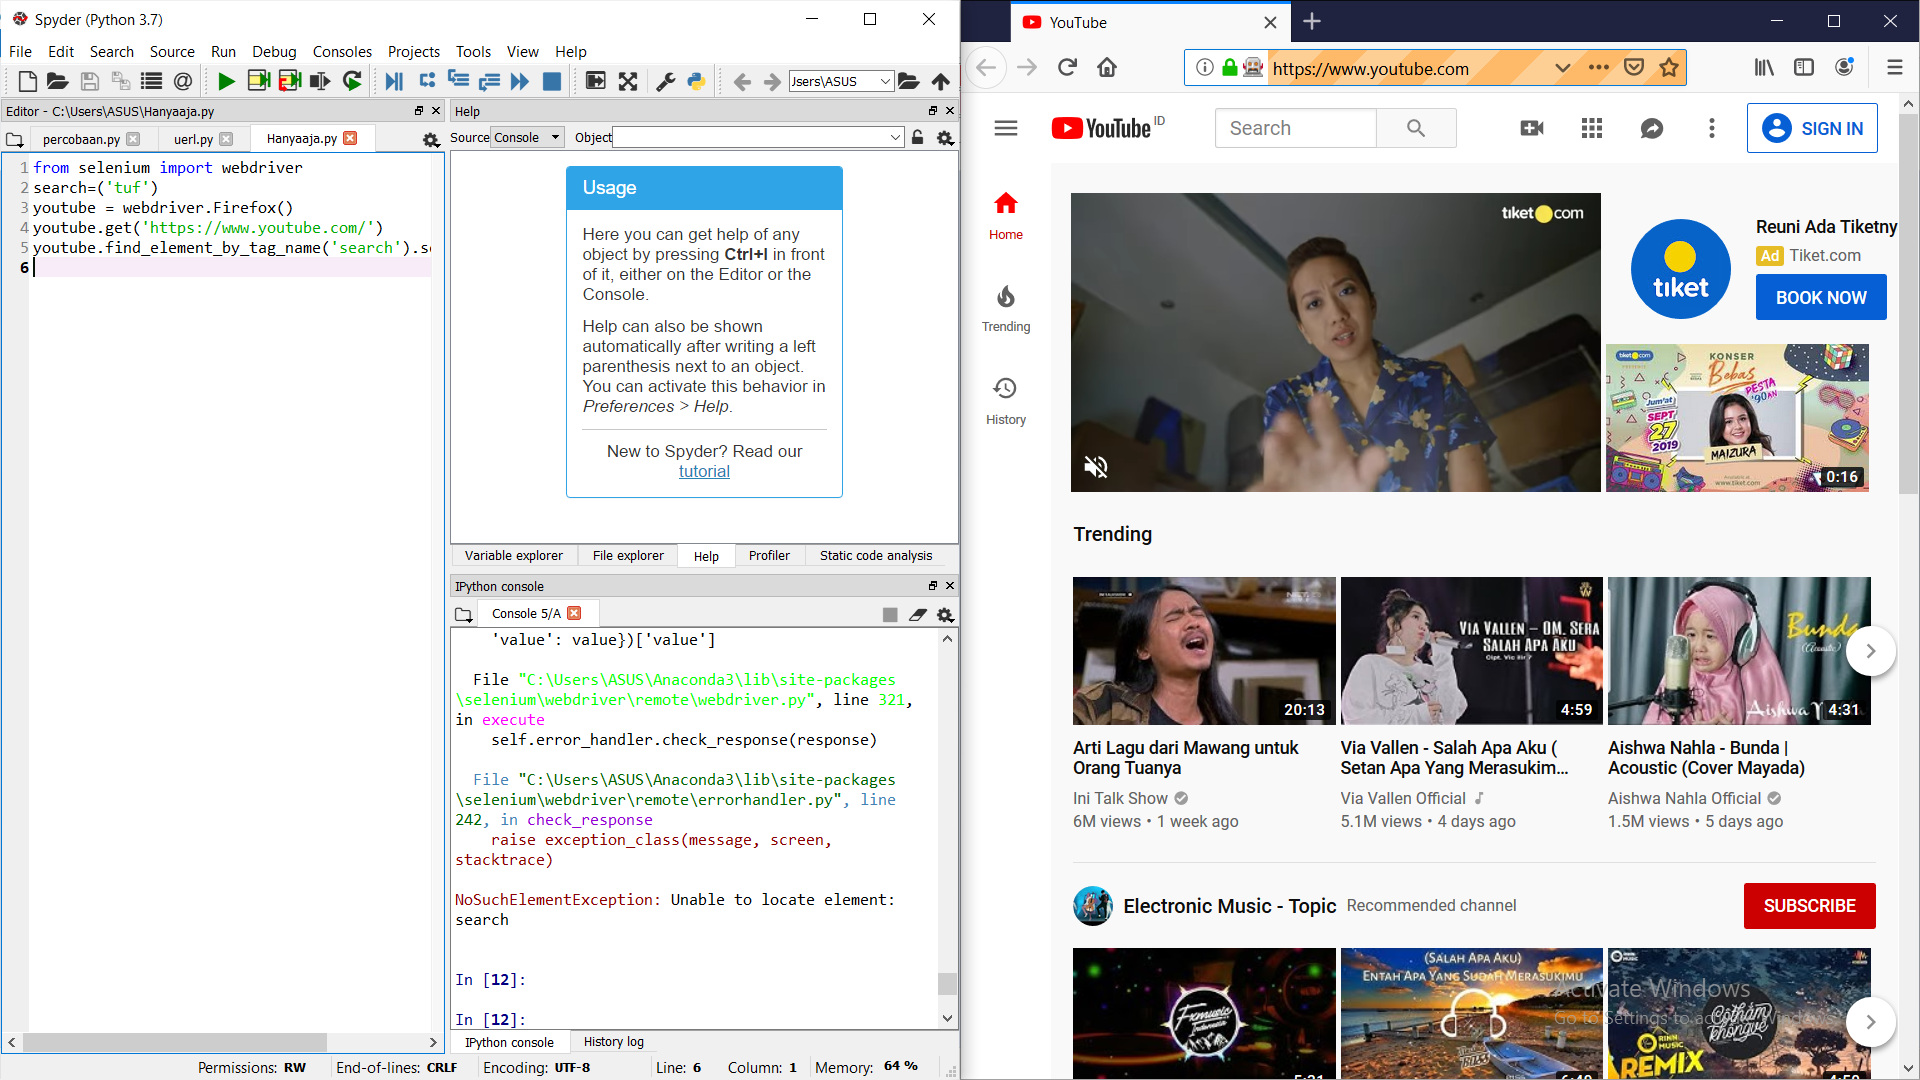 Spyder (Python 3.7)
File Edit Search Source Run Debug Consoles Projects Tools View Help
Jsers\ASUS
Editor - C:\Users\ASUS\Hanyaaja.py
percobaan.py
uerl.py
Hanyaaja.py
1 from selenium import webdriver
2 search=('tuf')
3 youtube = webdriver.Firefox()
4 youtube.get('https://www.youtube.com/')
5 youtube.find_element_by_tag_name('search').se
6
Help
Source Console Object
Usage
Here you can get help of any
object by pressing Ctrl+I in front
of it, either on the Editor or the
Console.
Help can also be shown
automatically after writing a left
parenthesis next to an object.
You can activate this behavior in
Preferences > Help.
New to Spyder? Read our
tutorial
Variable explorer File explorer Help Profiler Static code analysis
IPython console
Console 5/A
'value': value})['value']
File "C:\Users\ASUS\Anaconda3\lib\site-packages
\selenium\webdriver\remote\webdriver.py", line 321,
in execute
self.error_handler.check_response(response)
File "C:\Users\ASUS\Anaconda3\lib\site-packages
\selenium\webdriver\remote\errorhandler.py", line
242, in check_response
raise exception_class(message, screen,
stacktrace)
NoSuchElementException: Unable to locate element:
search
In [12]:
In [12]:
IPython console History log
Permissions: RW End-of-lines: CRLF Encoding: UTF-8 Line: 6 Column: 1 Memory: 64 %
YouTube
https://www.youtube.com
YouTube ID
Search
SIGN IN
Home
Trending
History
tiket.com
tiket
Reuni Ada Tiketny
Ad Tiket.com
BOOK NOW
tiket.com
KONSER
Bebas
PESTA
'90AN
Jum'at
SEPT
27
2019
MAIZURA
www.tiket.com
0:16
Trending
20:13
VIA VALLEN – OM. SERA
SALAH APA AKU
4:59
Bunda
(Acoustic)
Aishwa N
4:31
Arti Lagu dari Mawang untuk
Orang Tuanya
Ini Talk Show
6M views • 1 week ago
Via Vallen - Salah Apa Aku (
Setan Apa Yang Merasukim...
Via Vallen Official
5.1M views • 4 days ago
Aishwa Nahla - Bunda |
Acoustic (Cover Mayada)
Aishwa Nahla Official
1.5M views • 5 days ago
Electronic Music - Topic Recommended channel
SUBSCRIBE
Fxmusic
Indonesia
5:21
(SALAH APA AKU)
ENTAH APA YANG SUDAH MERASUKIMU
RINN
MUSIC
REMIX
Activate Windows
Go to Settings to activate Windows.